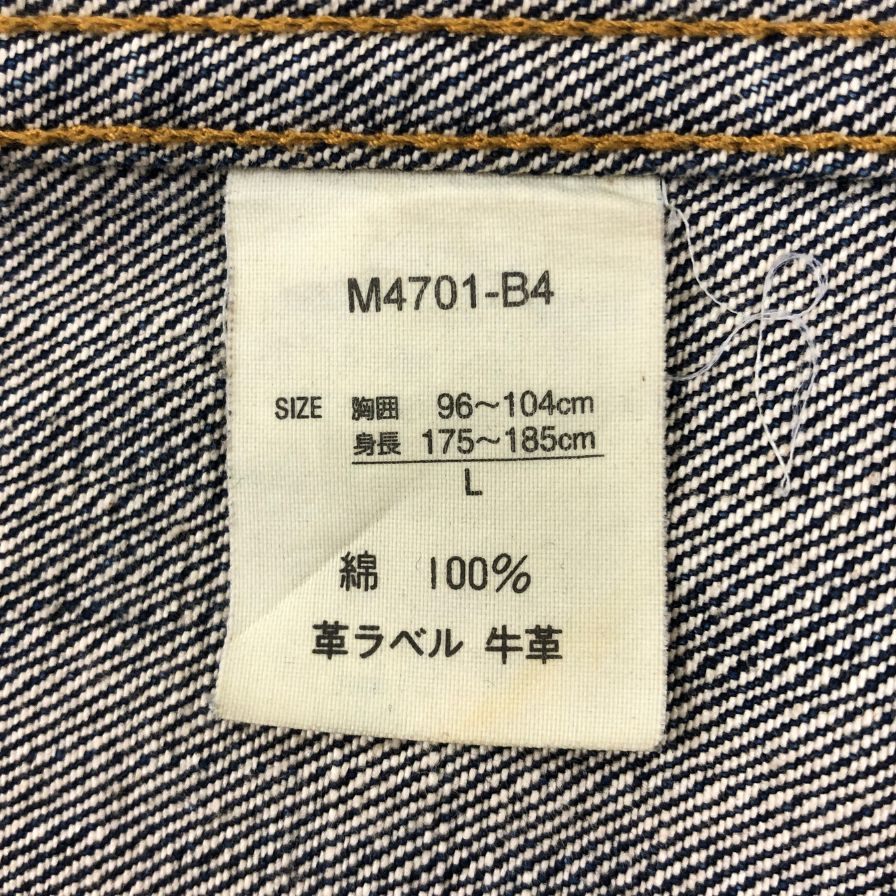 M4701-B4
SIZE 胸囲 96〜104cm
身長 175〜185cm
L
綿 100%
革ラベル 牛革